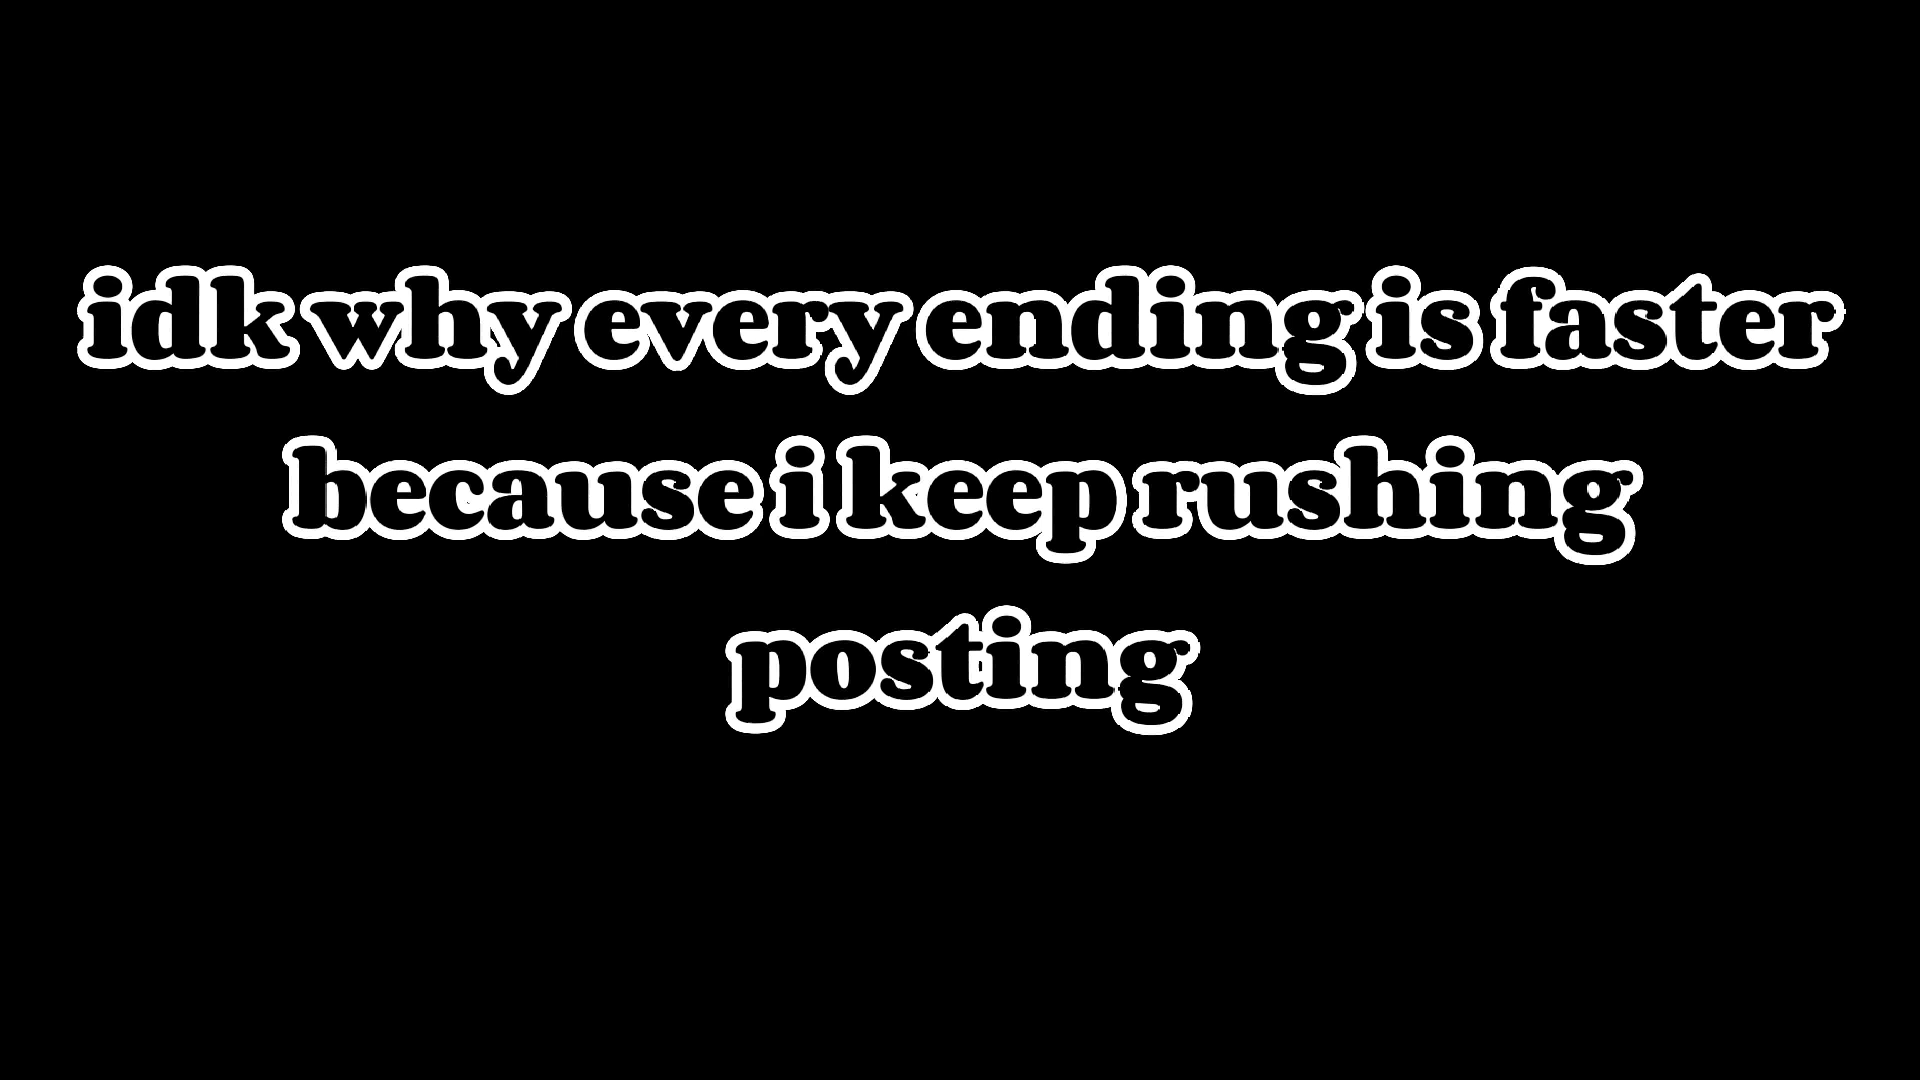 idk why every ending is faster
because i keep rushing
posting